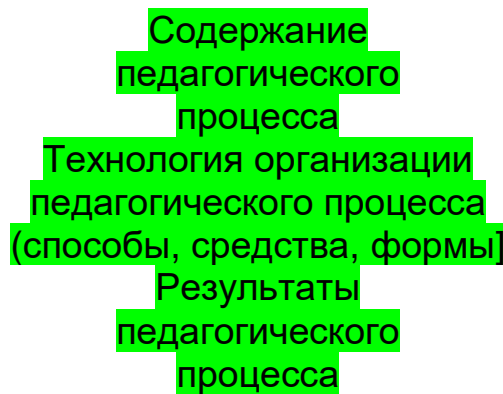 Содержание
педагогического
процесса
Технология организации
педагогического процесса
(способы, средства, формы]
Результаты
педагогического
процесса